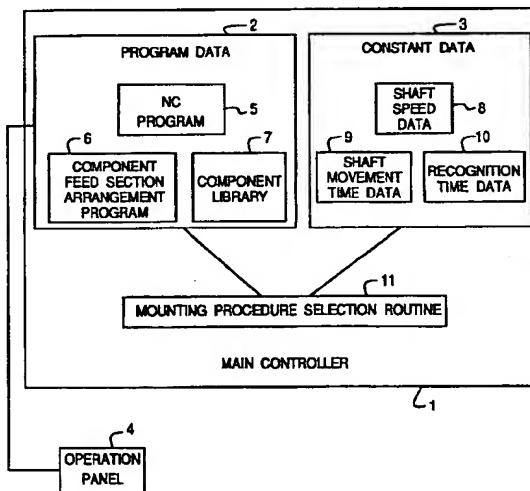 2
PROGRAM DATA
NC
PROGRAM
5
6
COMPONENT
FEED SECTION
ARRANGEMENT
PROGRAM
7
COMPONENT
LIBRARY
3
CONSTANT DATA
SHAFT
SPEED
DATA
8
9
SHAFT
MOVEMENT
TIME DATA
10
RECOGNITION
TIME DATA
11
MOUNTING PROCEDURE SELECTION ROUTINE
MAIN CONTROLLER
1
4
OPERATION
PANEL